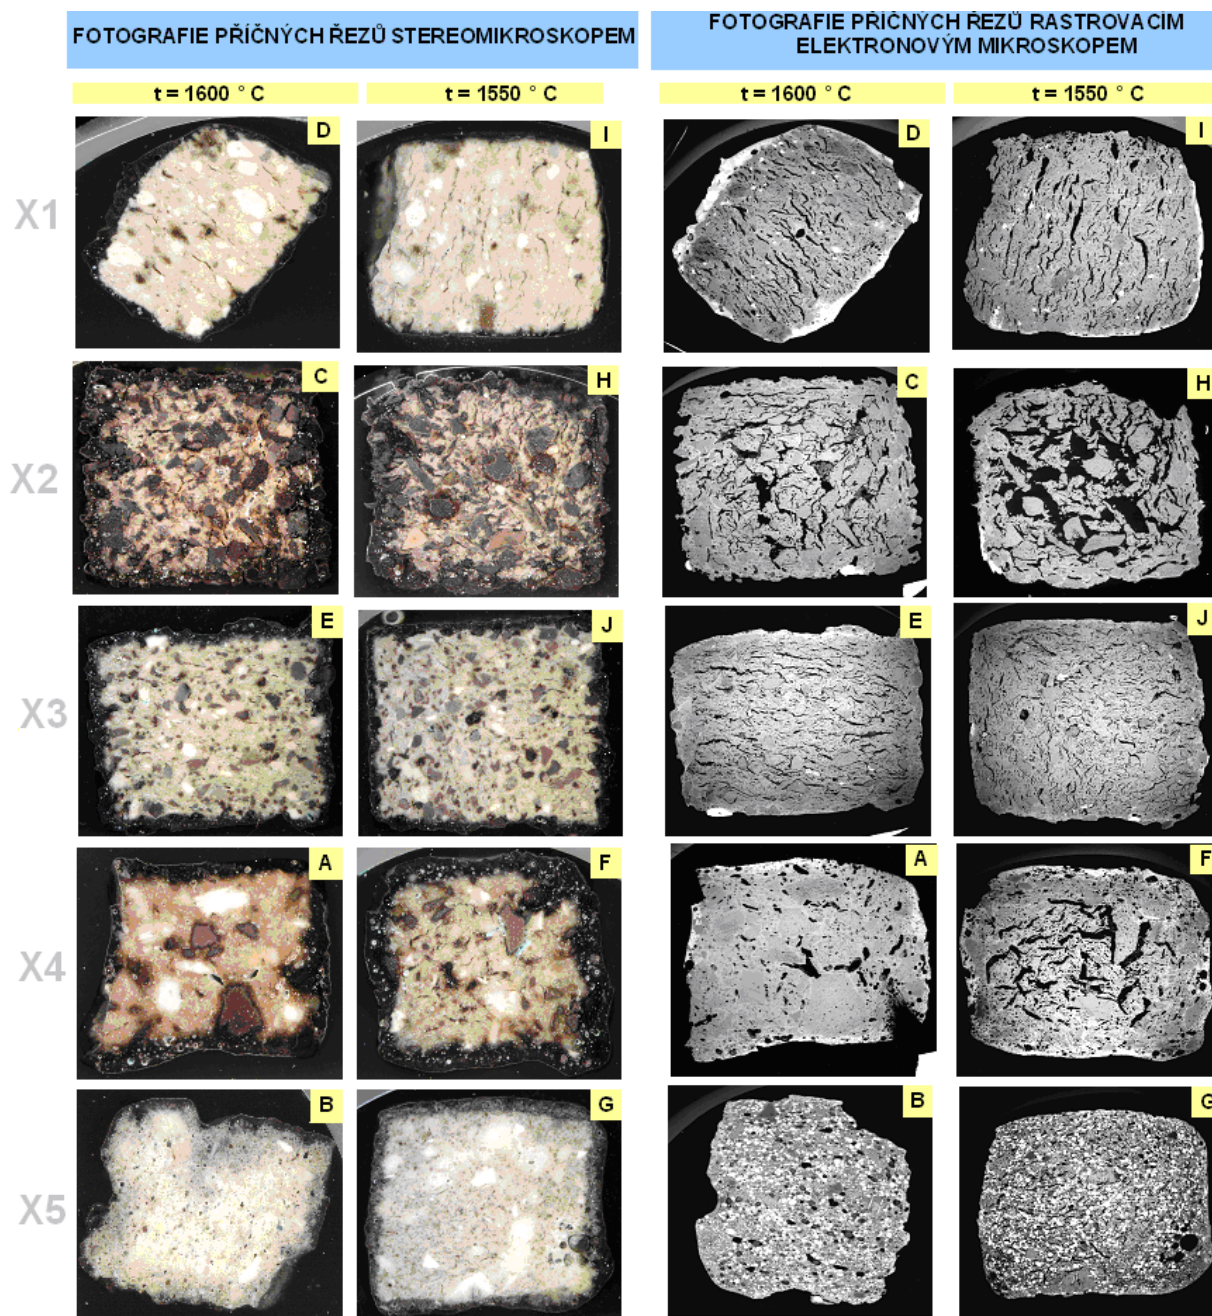 FOTOGRAFIE PŘÍČNÝCH ŘEZŮ STEREOMIKROSKOPEM
FOTOGRAFIE PŘÍČNÝCH ŘEZŮ RASTROVACÍM
ELEKTRONOVÝM MIKROSKOPEM
t = 1600 ° C
t = 1550 ° C
t = 1600 ° C
t = 1550 ° C
X1
D
I
D
I
X2
C
H
C
H
X3
E
J
E
J
X4
A
F
A
F
X5
B
G
B
G